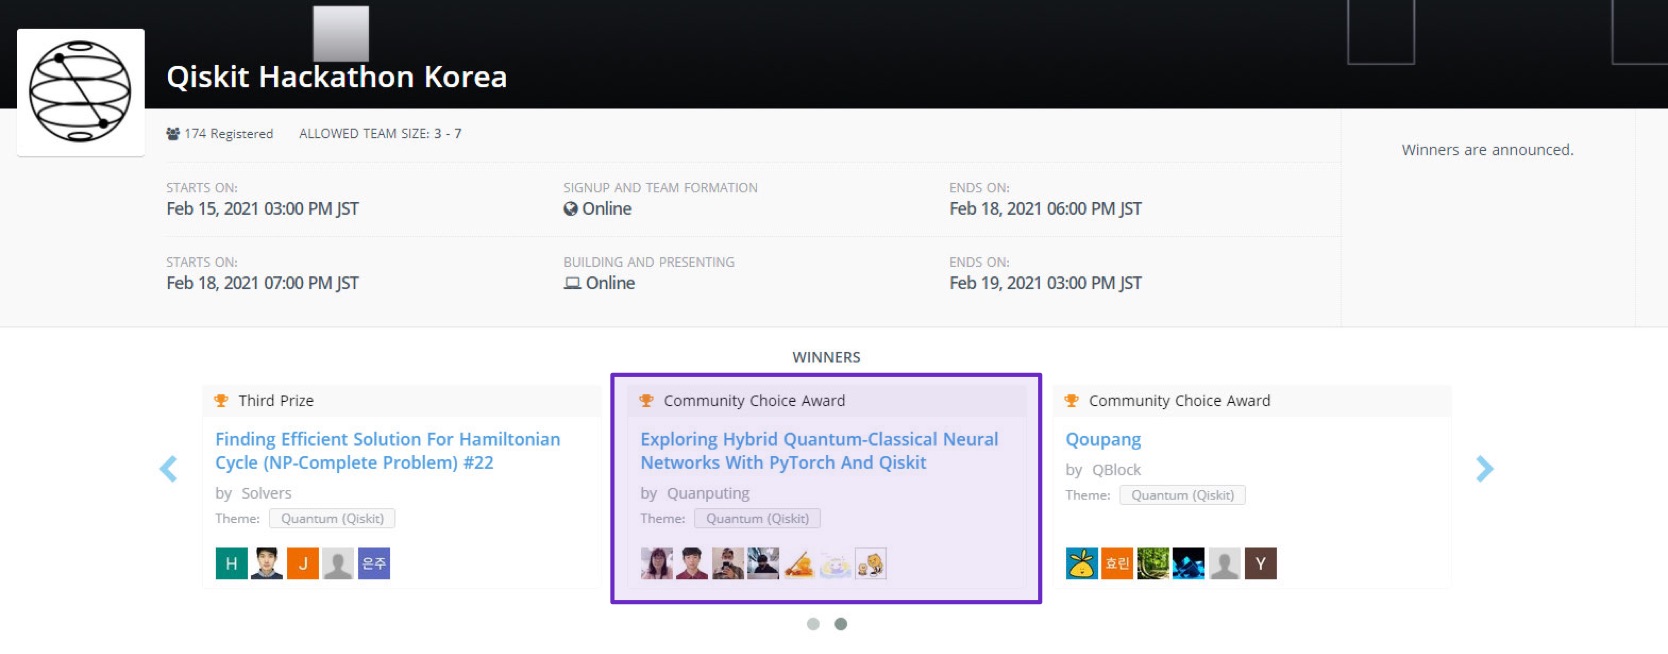 Qiskit Hackathon Korea
174 Registered ALLOWED TEAM SIZE: 3 - 7
Winners are announced.
STARTS ON: SIGNUP AND TEAM FORMATION ENDS ON:
Feb 15, 2021 03:00 PM JST Online Feb 18, 2021 06:00 PM JST
STARTS ON: BUILDING AND PRESENTING ENDS ON:
Feb 18, 2021 07:00 PM JST Online Feb 19, 2021 03:00 PM JST
WINNERS
Third Prize
Finding Efficient Solution For Hamiltonian
Cycle (NP-Complete Problem) #22
by Solvers
Theme: Quantum (Qiskit)
H J 은주
Community Choice Award
Exploring Hybrid Quantum-Classical Neural
Networks With PyTorch And Qiskit
by Quanputing
Theme: Quantum (Qiskit)
Community Choice Award
Qoupang
by QBlock
Theme: Quantum (Qiskit)
효린 Y